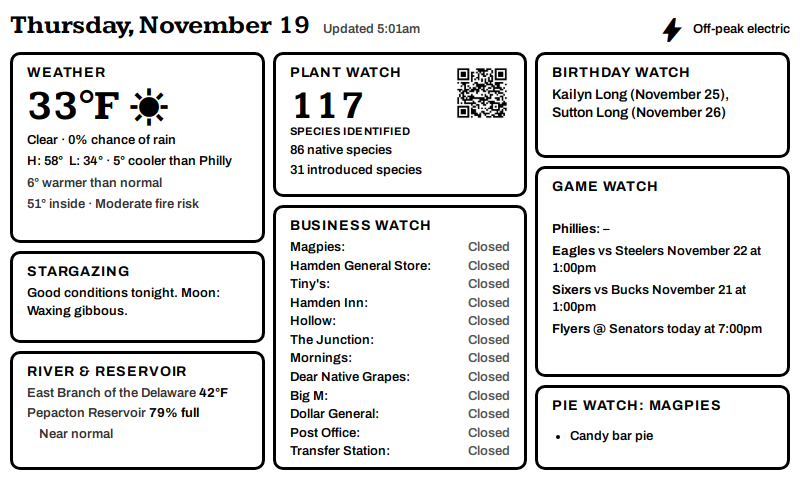 Thursday, November 19 Updated 5:01am
Off-peak electric
WEATHER
33°F
Clear · 0% chance of rain
H: 58° L: 34° · 5° cooler than Philly
6° warmer than normal
51° inside · Moderate fire risk
STARGAZING
Good conditions tonight. Moon:
Waxing gibbous.
RIVER & RESERVOIR
East Branch of the Delaware 42°F
Pepacton Reservoir 79% full
Near normal
PLANT WATCH
117
SPECIES IDENTIFIED
86 native species
31 introduced species
BUSINESS WATCH
Magpies: Closed
Hamden General Store: Closed
Tiny's: Closed
Hamden Inn: Closed
Hollow: Closed
The Junction: Closed
Mornings: Closed
Dear Native Grapes: Closed
Big M: Closed
Dollar General: Closed
Post Office: Closed
Transfer Station: Closed
BIRTHDAY WATCH
Kailyn Long (November 25),
Sutton Long (November 26)
GAME WATCH
Phillies: –
Eagles vs Steelers November 22 at
1:00pm
Sixers vs Bucks November 21 at
1:00pm
Flyers @ Senators today at 7:00pm
PIE WATCH: MAGPIES
• Candy bar pie